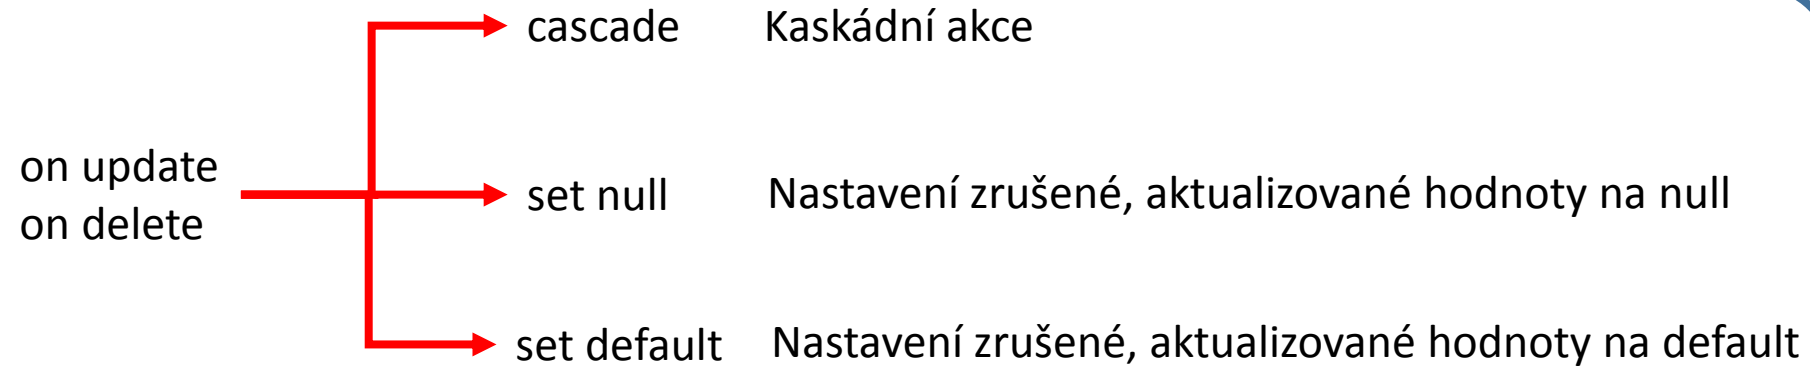 cascade Kaskádní akce
on update
on delete
set null Nastavení zrušené, aktualizované hodnoty na null
set default Nastavení zrušené, aktualizované hodnoty na default